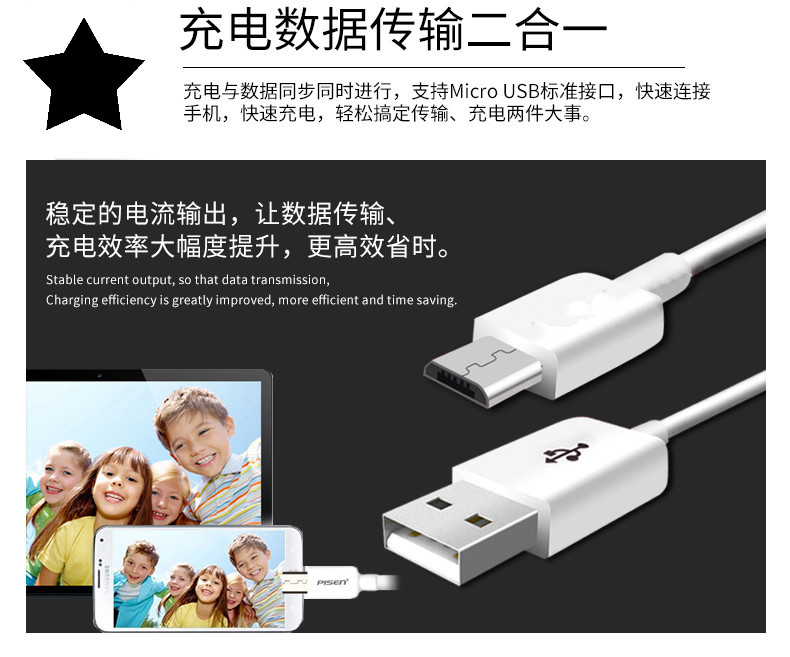 充电数据传输二合一
充电与数据同步同时进行，支持Micro USB标准接口，快速连接
手机，快速充电，轻松搞定传输、充电两件大事。
稳定的电流输出，让数据传输、
充电效率大幅度提升，更高效省时。
Stable current output, so that data transmission,
Charging efficiency is greatly improved, more efficient and time saving.
PISEN